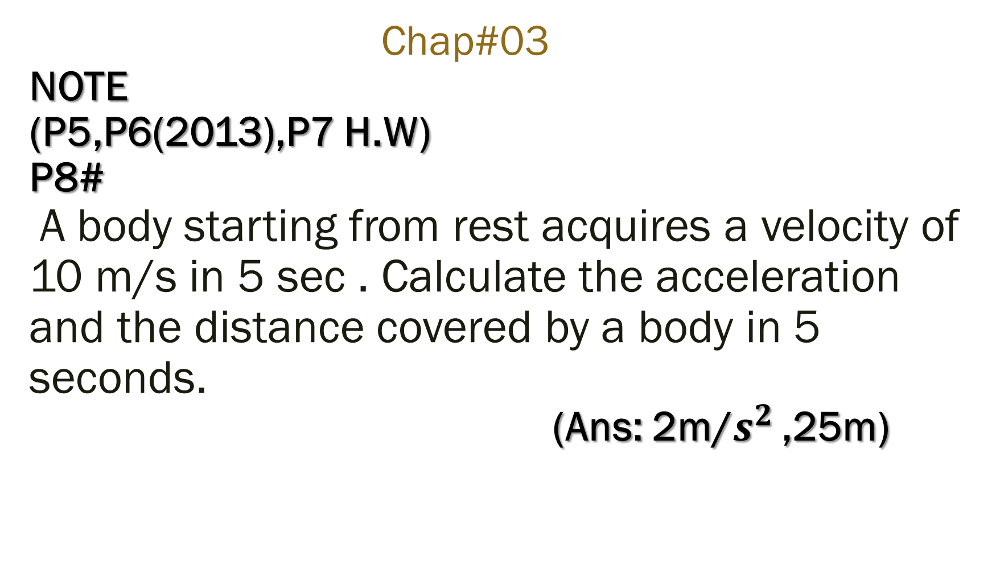 Chap#03
NOTE
(P5,P6(2013),P7 H.W)
P8#
A body starting from rest acquires a velocity of
10 m/s in 5 sec . Calculate the acceleration
and the distance covered by a body in 5
seconds.
(Ans: 2m/s² ,25m)